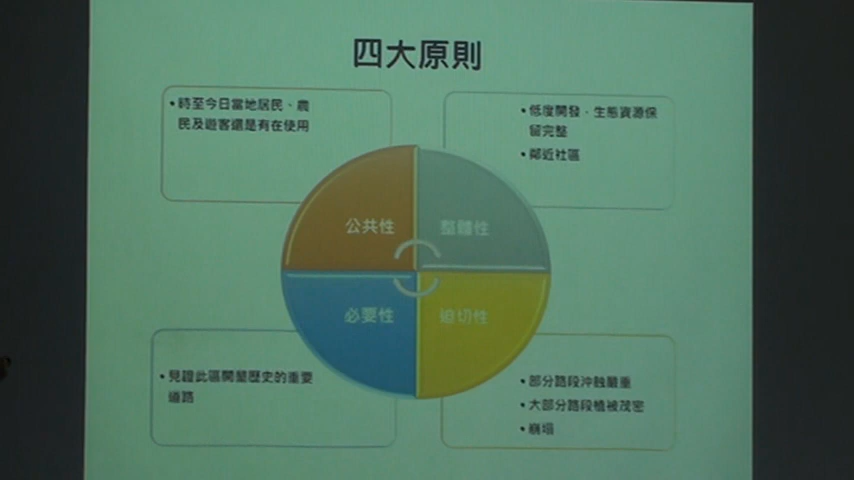 四大原則
•時至今日當地居民、農
民及遊客還是有在使用
•低度開發、生態資源保
留完整
•鄰近社區
公共性
整體性
必要性
迫切性
•見證此區開墾歷史的重要
道路
•部分路段沖蝕嚴重
•大部分路段植被茂密
•崩塌